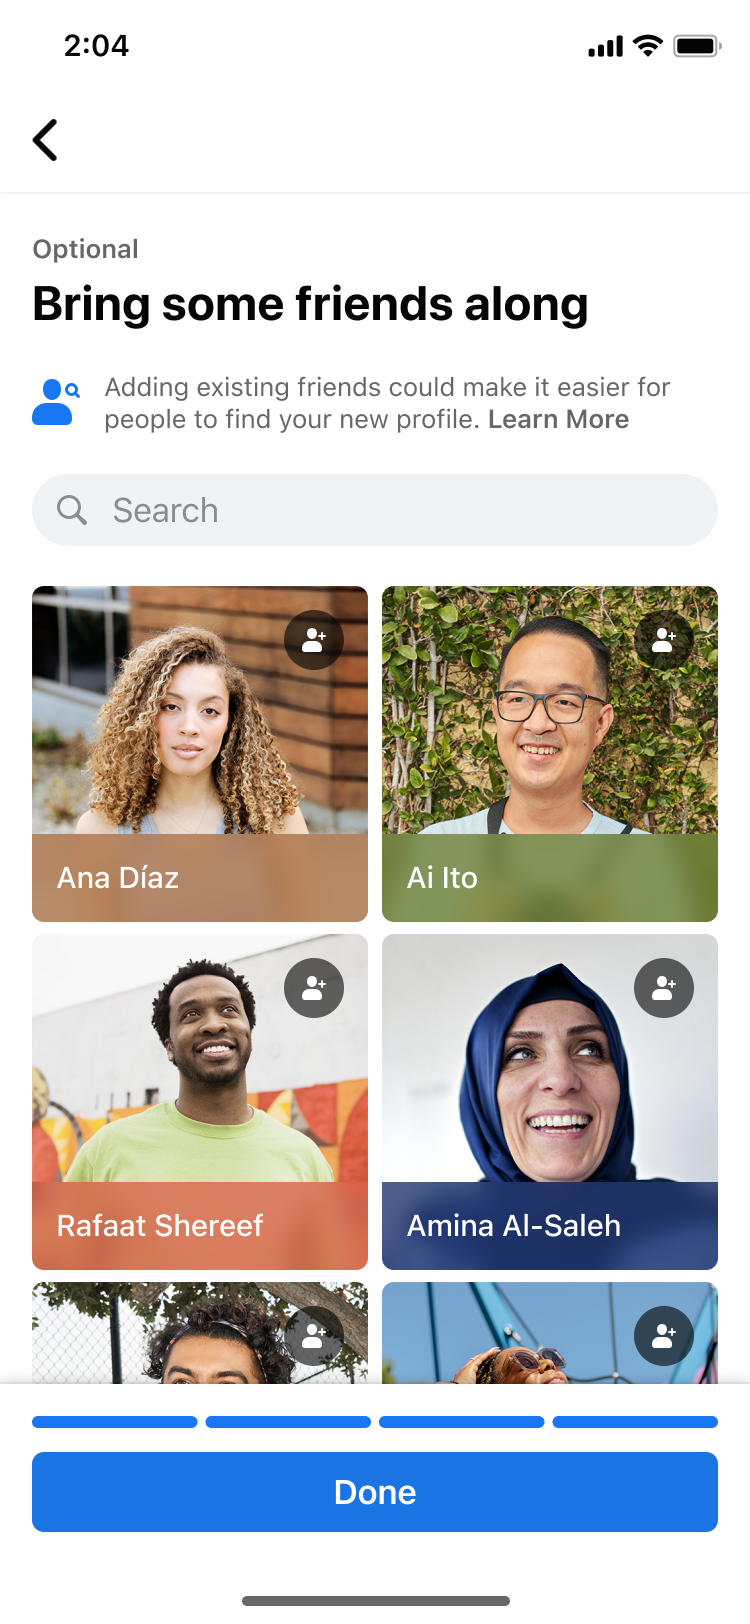 2:04
Optional
Bring some friends along
Adding existing friends could make it easier for
people to find your new profile. Learn More
Search
Ana Díaz
Ai Ito
Rafaat Shereef
Amina Al-Saleh
Done